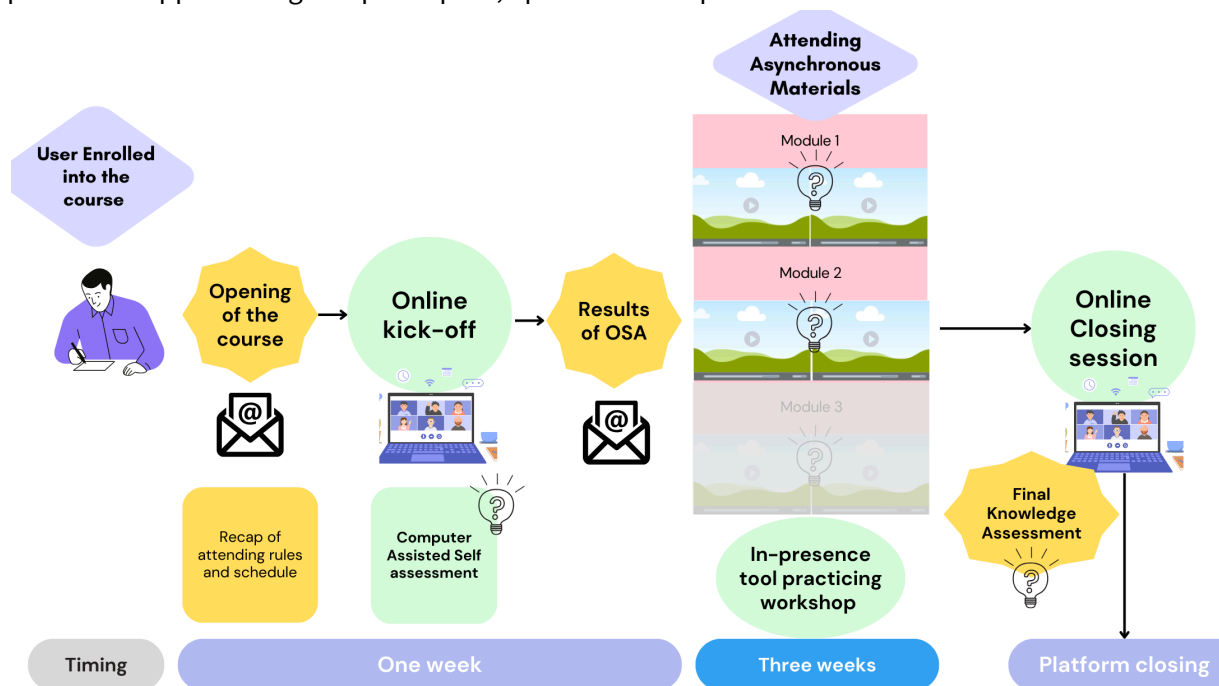 Attending
Asynchronous
Materials
User Enrolled
into the
course
Module 1
Opening
of the
course
Online
kick-off
Results
of OSA
Module 2
Online
Closing
session
Module 3
@
@
Recap of
attending rules
and schedule
Computer
Assisted Self
assessment
In-presence
tool practicing
workshop
Final
Knowledge
Assessment
Timing
One week
Three weeks
Platform closing